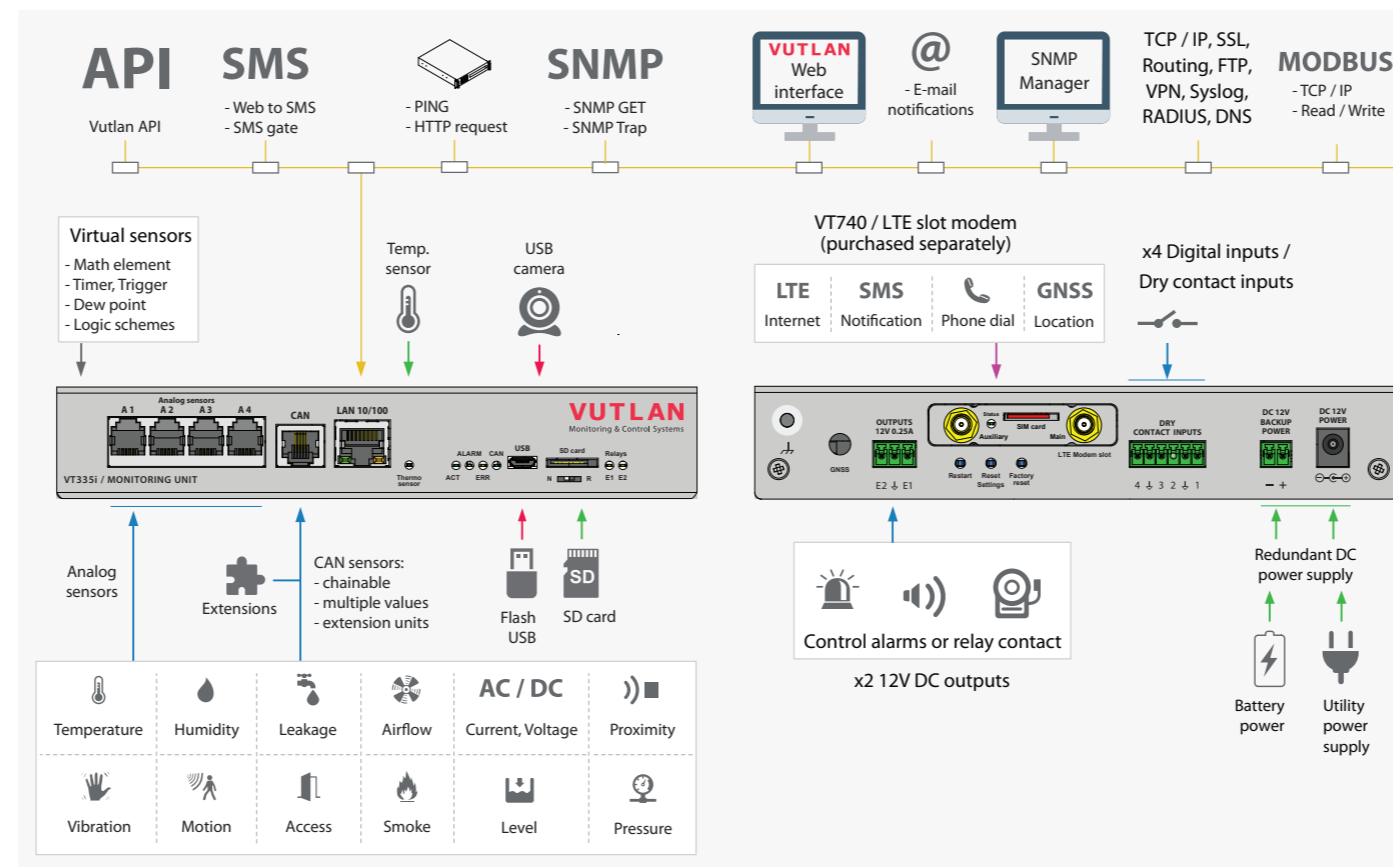 API
Vutlan API
SMS
- Web to SMS
- SMS gate
- PING
- HTTP request
SNMP
- SNMP GET
- SNMP Trap
VUTLAN
Web
interface
@
- E-mail
notifications
SNMP
Manager
TCP / IP, SSL,
Routing, FTP,
VPN, Syslog,
RADIUS, DNS
MODBUS
- TCP / IP
- Read / Write
Virtual sensors
- Math element
- Timer, Trigger
- Dew point
- Logic schemes
Temp.
sensor
USB
camera
VT740 / LTE slot modem
(purchased separately)
LTE
Internet
SMS
Notification
Phone dial
GNSS
Location
x4 Digital inputs /
Dry contact inputs
Analog sensors
A 1 A 2 A 3 A 4
CAN
LAN 10/100
VUTLAN
Monitoring & Control Systems
Thermo
sensor
ALARM CAN
ACT ERR
USB
SD card
N R
Relays
E1 E2
VT335i / MONITORING UNIT
GNSS
OUTPUTS
12V 0.25A
E2 E1
Status
SIM card
Auxiliary
Main
LTE Modem slot
Restart
Reset
Settings
Factory
reset
DRY
CONTACT INPUTS
4 3 2 1
DC 12V
BACKUP
POWER
– +
DC 12V
POWER
Analog
sensors
Extensions
CAN sensors:
- chainable
- multiple values
- extension units
Flash
USB
SD
SD card
Control alarms or relay contact
x2 12V DC outputs
Redundant DC
power supply
Battery
power
Utility
power
supply
Temperature
Humidity
Leakage
Airflow
AC / DC
Current, Voltage
Proximity
Vibration
Motion
Access
Smoke
Level
Pressure